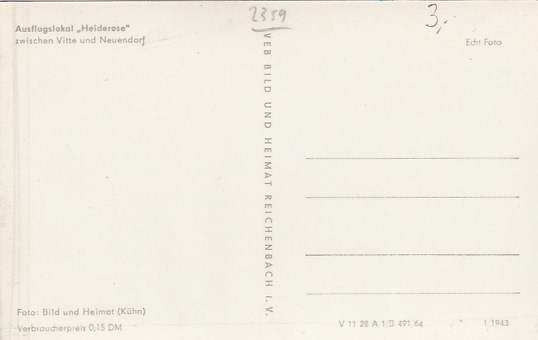 2359
3,-
Ausflugslokal „Heiderose"
zwischen Vitte und Neuendorf
Echt Foto
VEB BILD UND HEIMAT REICHENBACH I. V.
Foto: Bild und Heimat (Kühn)
Verbraucherpreis 0,15 DM
V 11 28 A 1 491 64
1 1943